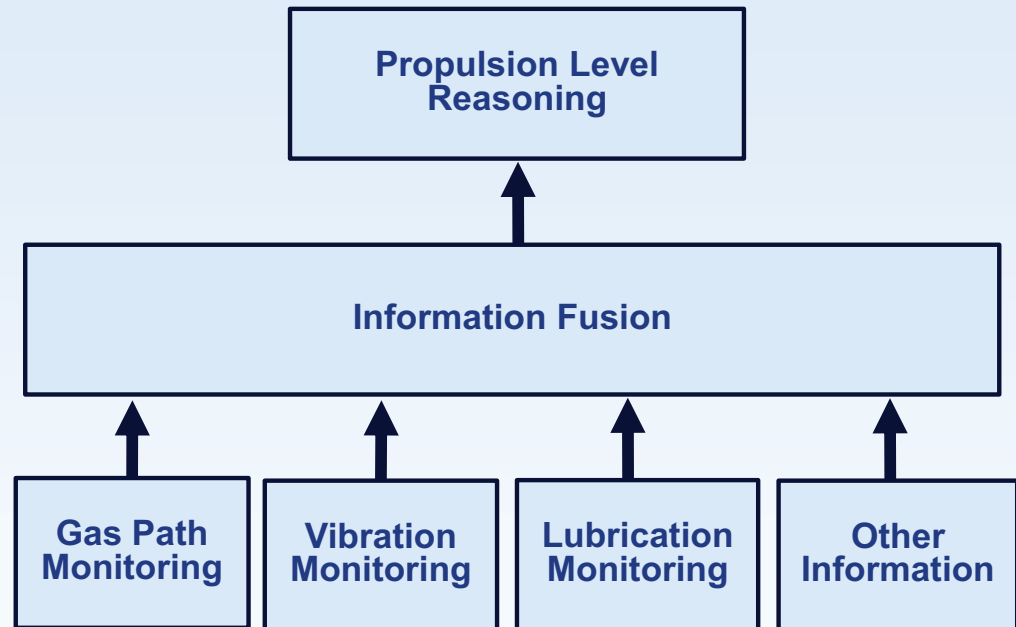 Propulsion Level
Reasoning
Information Fusion
Gas Path
Monitoring
Vibration
Monitoring
Lubrication
Monitoring
Other
Information